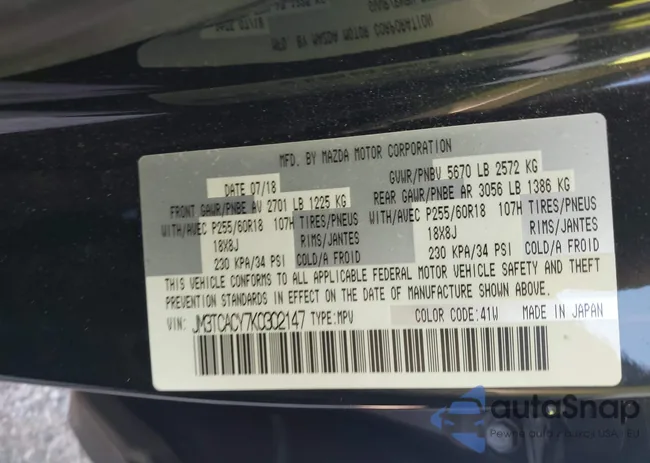 MFD. BY MAZDA MOTOR CORPORATION
DATE 07/18
GVWR/PNBV 5670 LB 2572 KG
FRONT GAWR/PNBE AV 2701 LB 1225 KG
REAR GAWR/PNBE AR 3056 LB 1386 KG
WITH/AVEC P255/60R18 107H TIRES/PNEUS
WITH/AVEC P255/60R18 107H TIRES/PNEUS
18X8J RIMS/JANTES
18X8J RIMS/JANTES
230 KPA/34 PSI COLD/A FROID
230 KPA/34 PSI COLD/A FROID
THIS VEHICLE CONFORMS TO ALL APPLICABLE FEDERAL MOTOR VEHICLE SAFETY AND THEFT
PREVENTION STANDARDS IN EFFECT ON THE DATE OF MANUFACTURE SHOWN ABOVE.
VIN: JM3TCACY7K0302147 TYPE:MPV COLOR CODE:41W MADE IN JAPAN
autoSnap